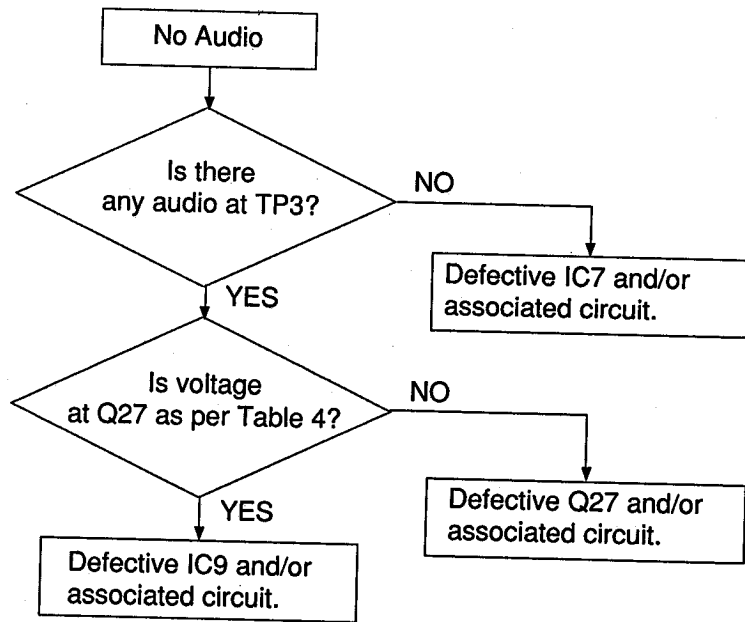 No Audio
Is there
any audio at TP3?
NO
Defective IC7 and/or
associated circuit.
YES
Is voltage
at Q27 as per Table 4?
NO
Defective Q27 and/or
associated circuit.
YES
Defective IC9 and/or
associated circuit.